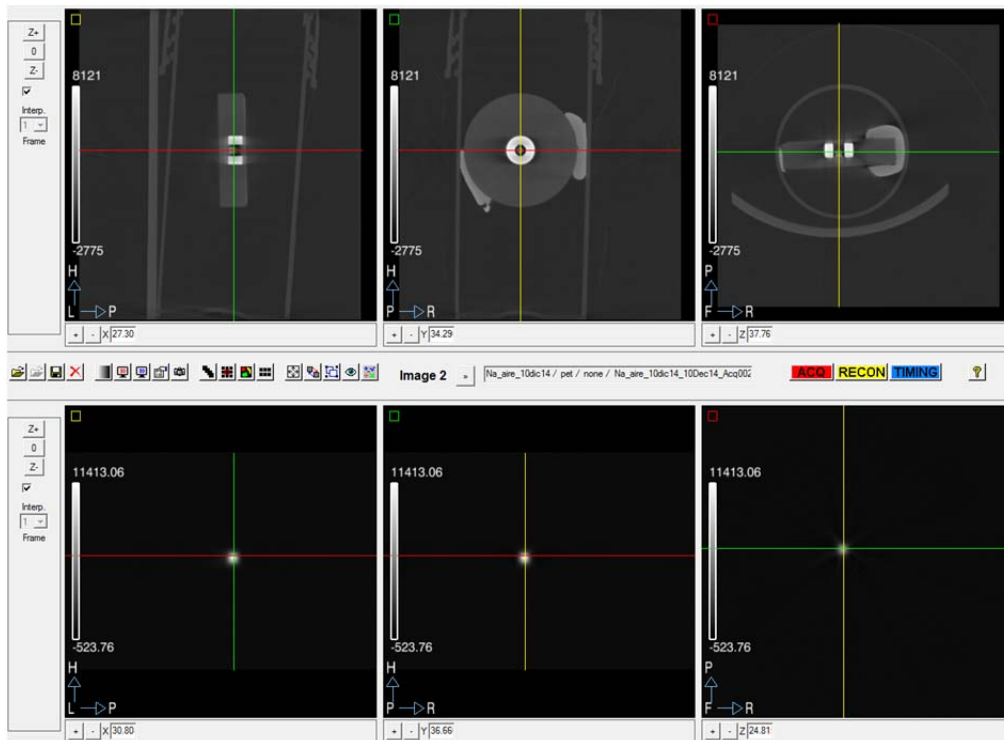 Z+
0
Z-
Interp.
1
Frame
8121
-2775
H
L P
8121
-2775
H
H R
8121
-2775
P
F R
+ - X 27.30
+ - Y 34.29
+ - Z 37.76
Image 2
Na_aire_10dic14 / pet / none / Na_aire_10dic14_10Dec14_Acq002
ACQ RECON TIMING ?
Z+
0
Z-
Interp.
1
Frame
11413.06
-523.76
H
L P
11413.06
-523.76
H
P R
11413.06
-523.76
P
F R
+ - X 30.80
+ - Y 36.66
+ - Z 24.81